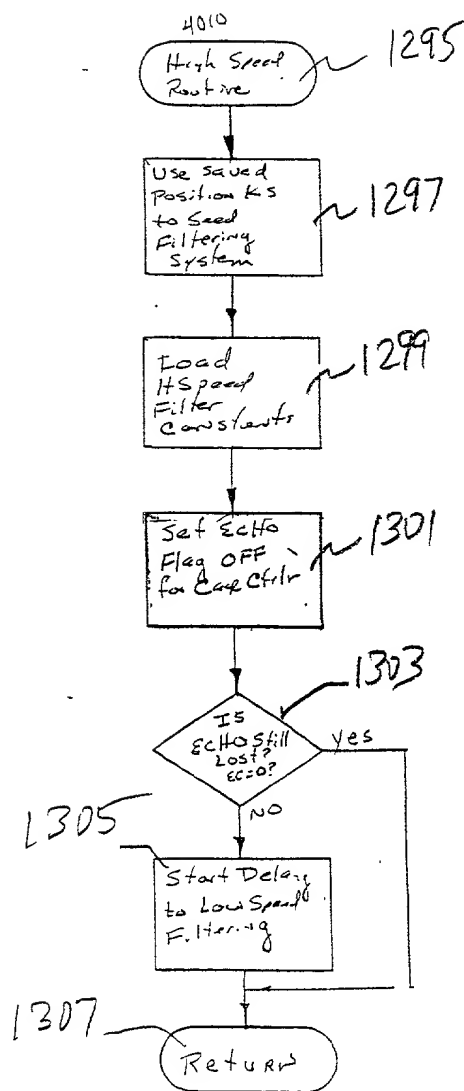 4010
High Speed
Routine
1295
Use Saved
Position KS
to Seed
Filtering
System
1297
Load
HSpeed
Filter
Constants
1299
Set ECHO
Flag OFF
for Ctrlr
1301
1303
IS
ECHO Still
Lost?
EC=0?
yes
NO
1305
Start Delay
to Low Speed
Filtering
1307
Return